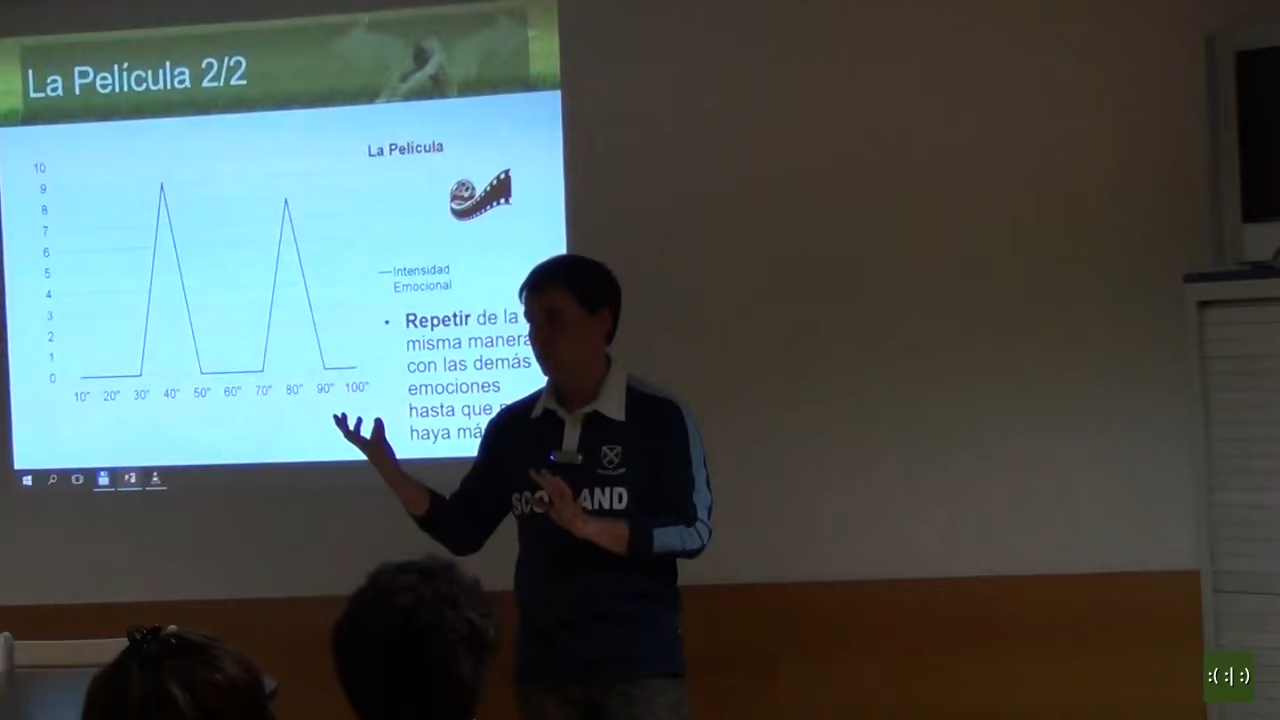 La Película 2/2
La Película
10
9
8
7
6
5
4
3
2
1
0
10" 20" 30" 40" 50" 60" 70" 80" 90" 100"
Intensidad
Emocional
• Repetir de la
misma manera
con las demás
emociones
hasta que
haya
SCOTLAND
:( :| :)